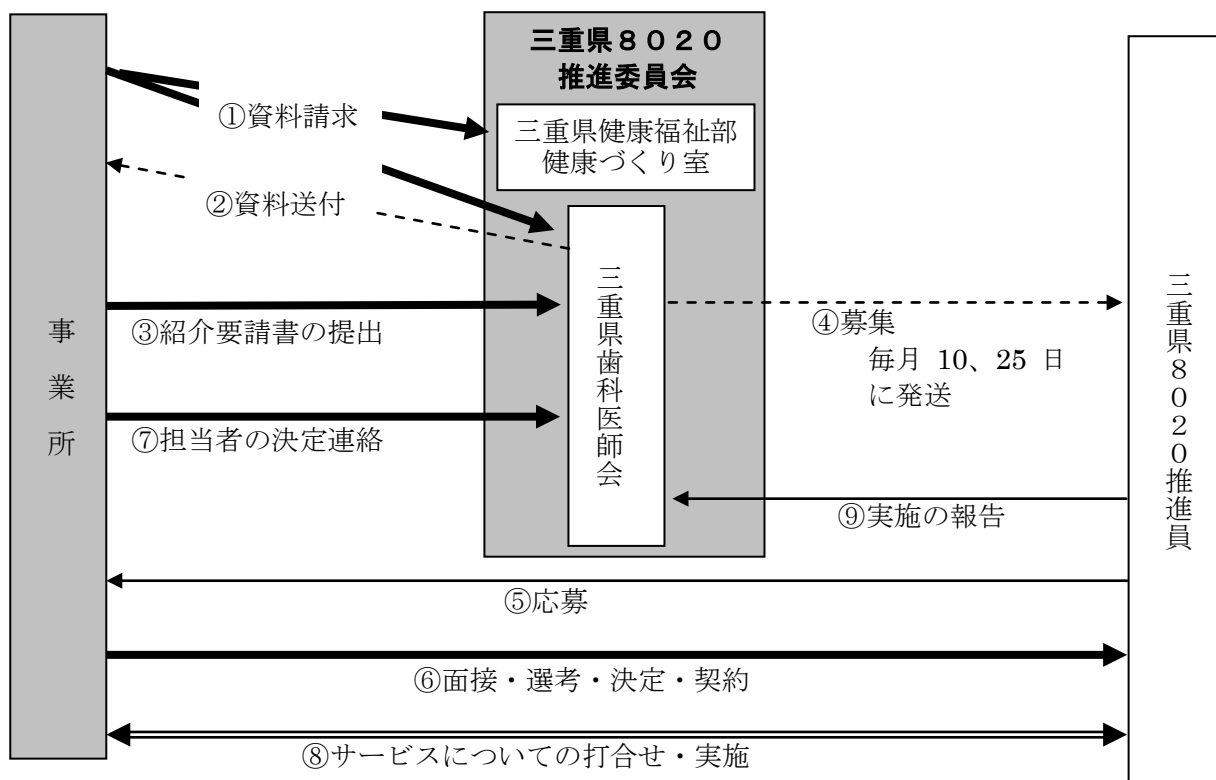 三重県８０２０
推進委員会
三重県健康福祉部
健康づくり室
①資料請求
②資料送付
三重県歯科医師会
事業所
③紹介要請書の提出
④募集
毎月 10、25 日
に発送
三重県８０２０推進員
⑦担当者の決定連絡
⑨実施の報告
⑤応募
⑥面接・選考・決定・契約
⑧サービスについての打合せ・実施